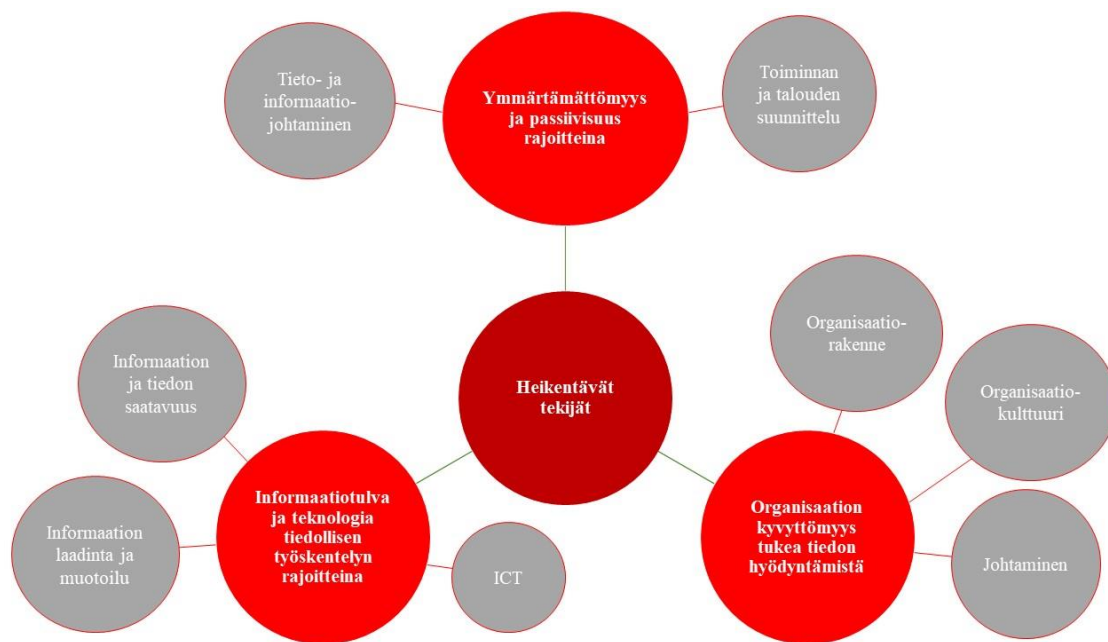 Tieto- ja
informaatio-
johtaminen
Ymmärtämättömyys
ja passiivisuus
rajoitteina
Toiminnan
ja talouden
suunnittelu
Heikentävät
tekijät
Informaation
ja tiedon
saatavuus
Informaation
laadinta ja
muotoilu
Informaatiotulva
ja teknologia
tiedollisen
työskentelyn
rajoitteina
ICT
Organisaatio-
rakenne
Organisaatio-
kulttuuri
Organisaation
kyvyttömyys
tukea tiedon
hyödyntämistä
Johtaminen